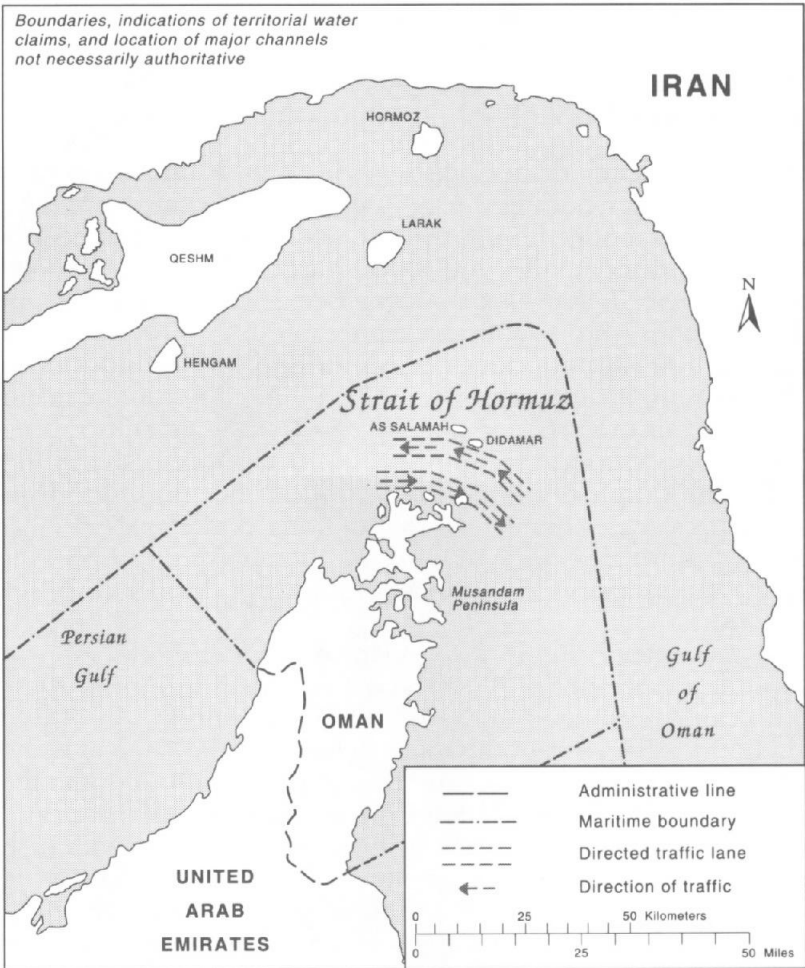 Boundaries, indications of territorial water
claims, and location of major channels
not necessarily authoritative
IRAN
HORMOZ
LARAK
QESHM
N
HENGAM
Strait of Hormuz
AS SALAMAH
DIDAMAR
Musandam
Peninsula
Persian
Gulf
Gulf
of
Oman
OMAN
UNITED
ARAB
EMIRATES
Administrative line
Maritime boundary
Directed traffic lane
Direction of traffic
0 25 50 Kilometers
0 25 50 Miles